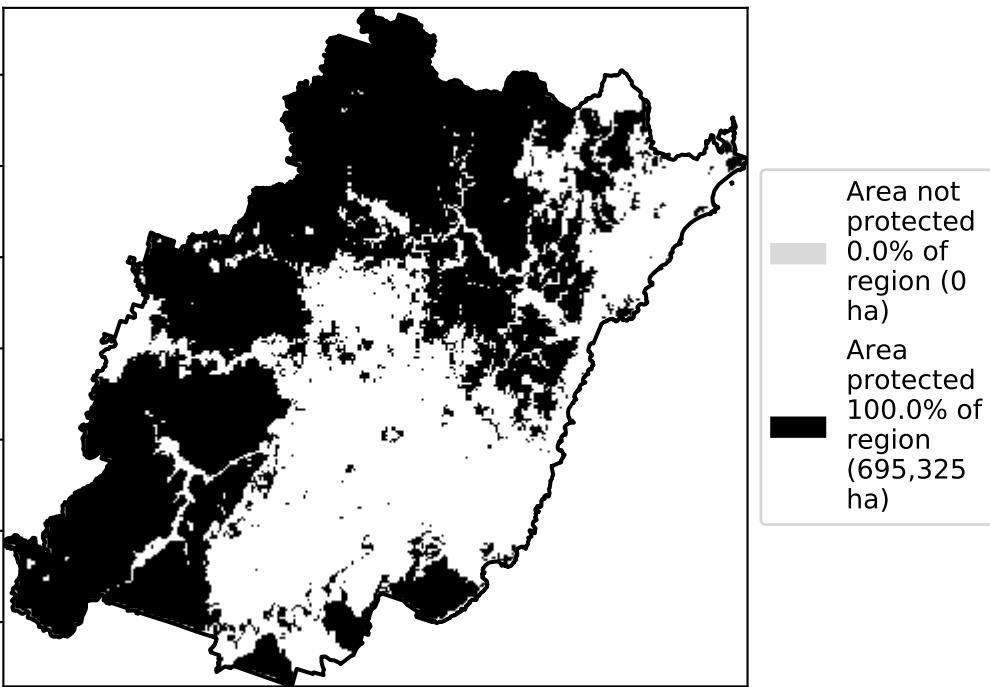 Area not
protected
0.0% of
region (0
ha)
Area
protected
100.0% of
region
(695,325
ha)